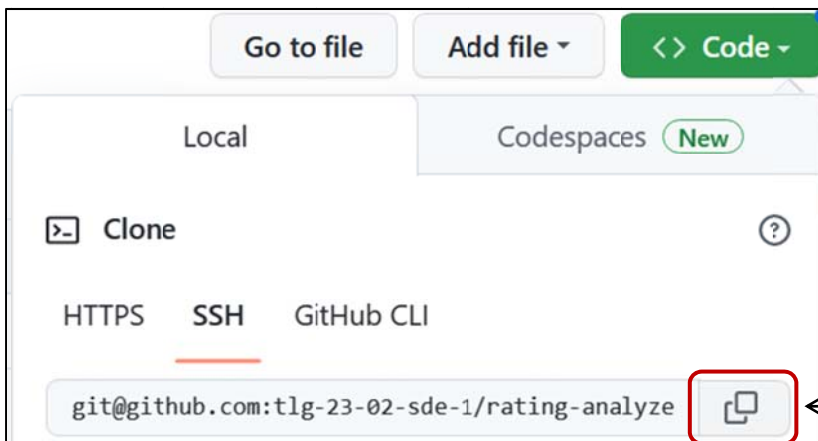 Go to file Add file <> Code
Local Codespaces New
Clone ?
HTTPS SSH GitHub CLI
git@github.com:tlg-23-02-sde-1/rating-analyze